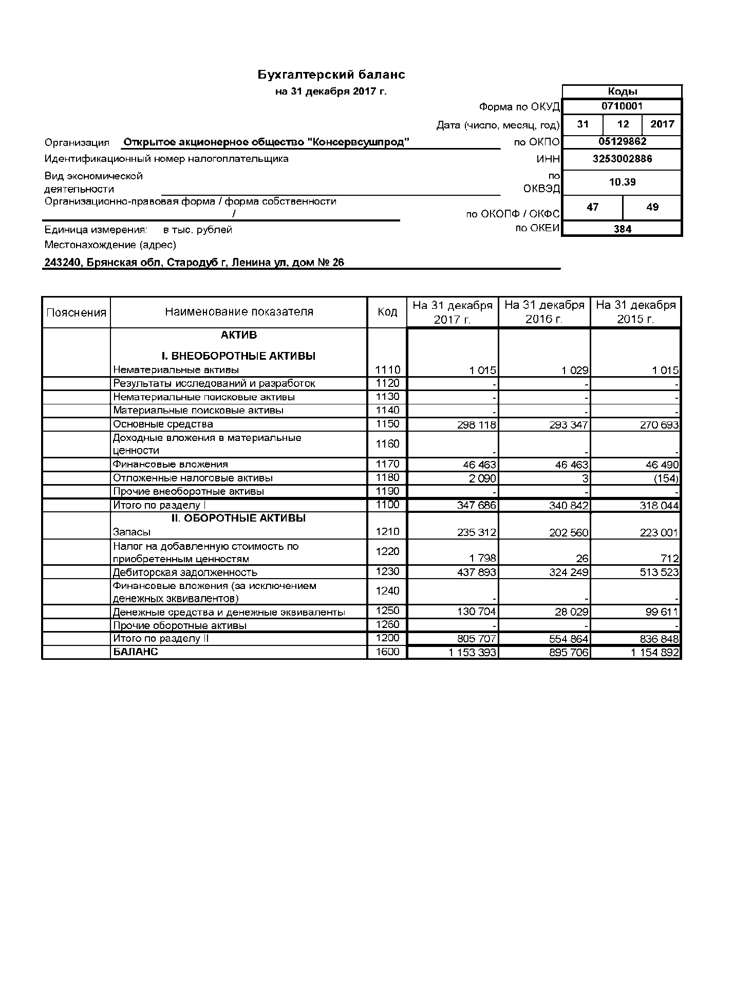 Бухгалтерский баланс
на 31 декабря 2017 г.
Коды
Форма по ОКУД 0710001
Дата (число, месяц, год) 31 12 2017
Организация Открытое акционерное общество "Консервсушпрод" по ОКПО 05129862
Идентификационный номер налогоплательщика ИНН 3253002886
Вид экономической
деятельности
по
ОКВЭД
10.39
Организационно-правовая форма / форма собственности
/
по ОКОПФ / ОКФС 47 49
Единица измерения: в тыс. рублей по ОКЕИ 384
Местонахождение (адрес)
243240, Брянская обл, Стародуб г, Ленина ул, дом № 26
Пояснения Наименование показателя Код На 31 декабря 2017 г. На 31 декабря 2016 г. На 31 декабря 2015 г.
АКТИВ
I. ВНЕОБОРОТНЫЕ АКТИВЫ
Нематериальные активы 1110 1 015 1 029 1 015
Результаты исследований и разработок 1120 - - -
Нематериальные поисковые активы 1130 - - -
Материальные поисковые активы 1140 - - -
Основные средства 1150 298 118 293 347 270 693
Доходные вложения в материальные
ценности 1160 - - -
Финансовые вложения 1170 46 463 46 463 46 490
Отложенные налоговые активы 1180 2 090 3 (154)
Прочие внеоборотные активы 1190 - - -
Итого по разделу I 1100 347 686 340 842 318 044
II. ОБОРОТНЫЕ АКТИВЫ
Запасы 1210 235 312 202 560 223 001
Налог на добавленную стоимость по
приобретенным ценностям 1220 1 798 26 712
Дебиторская задолженность 1230 437 893 324 249 513 523
Финансовые вложения (за исключением
денежных эквивалентов) 1240 - - -
Денежные средства и денежные эквиваленты 1250 130 704 28 029 99 611
Прочие оборотные активы 1260 - - -
Итого по разделу II 1200 805 707 554 864 836 848
БАЛАНС 1600 1 153 393 895 706 1 154 892